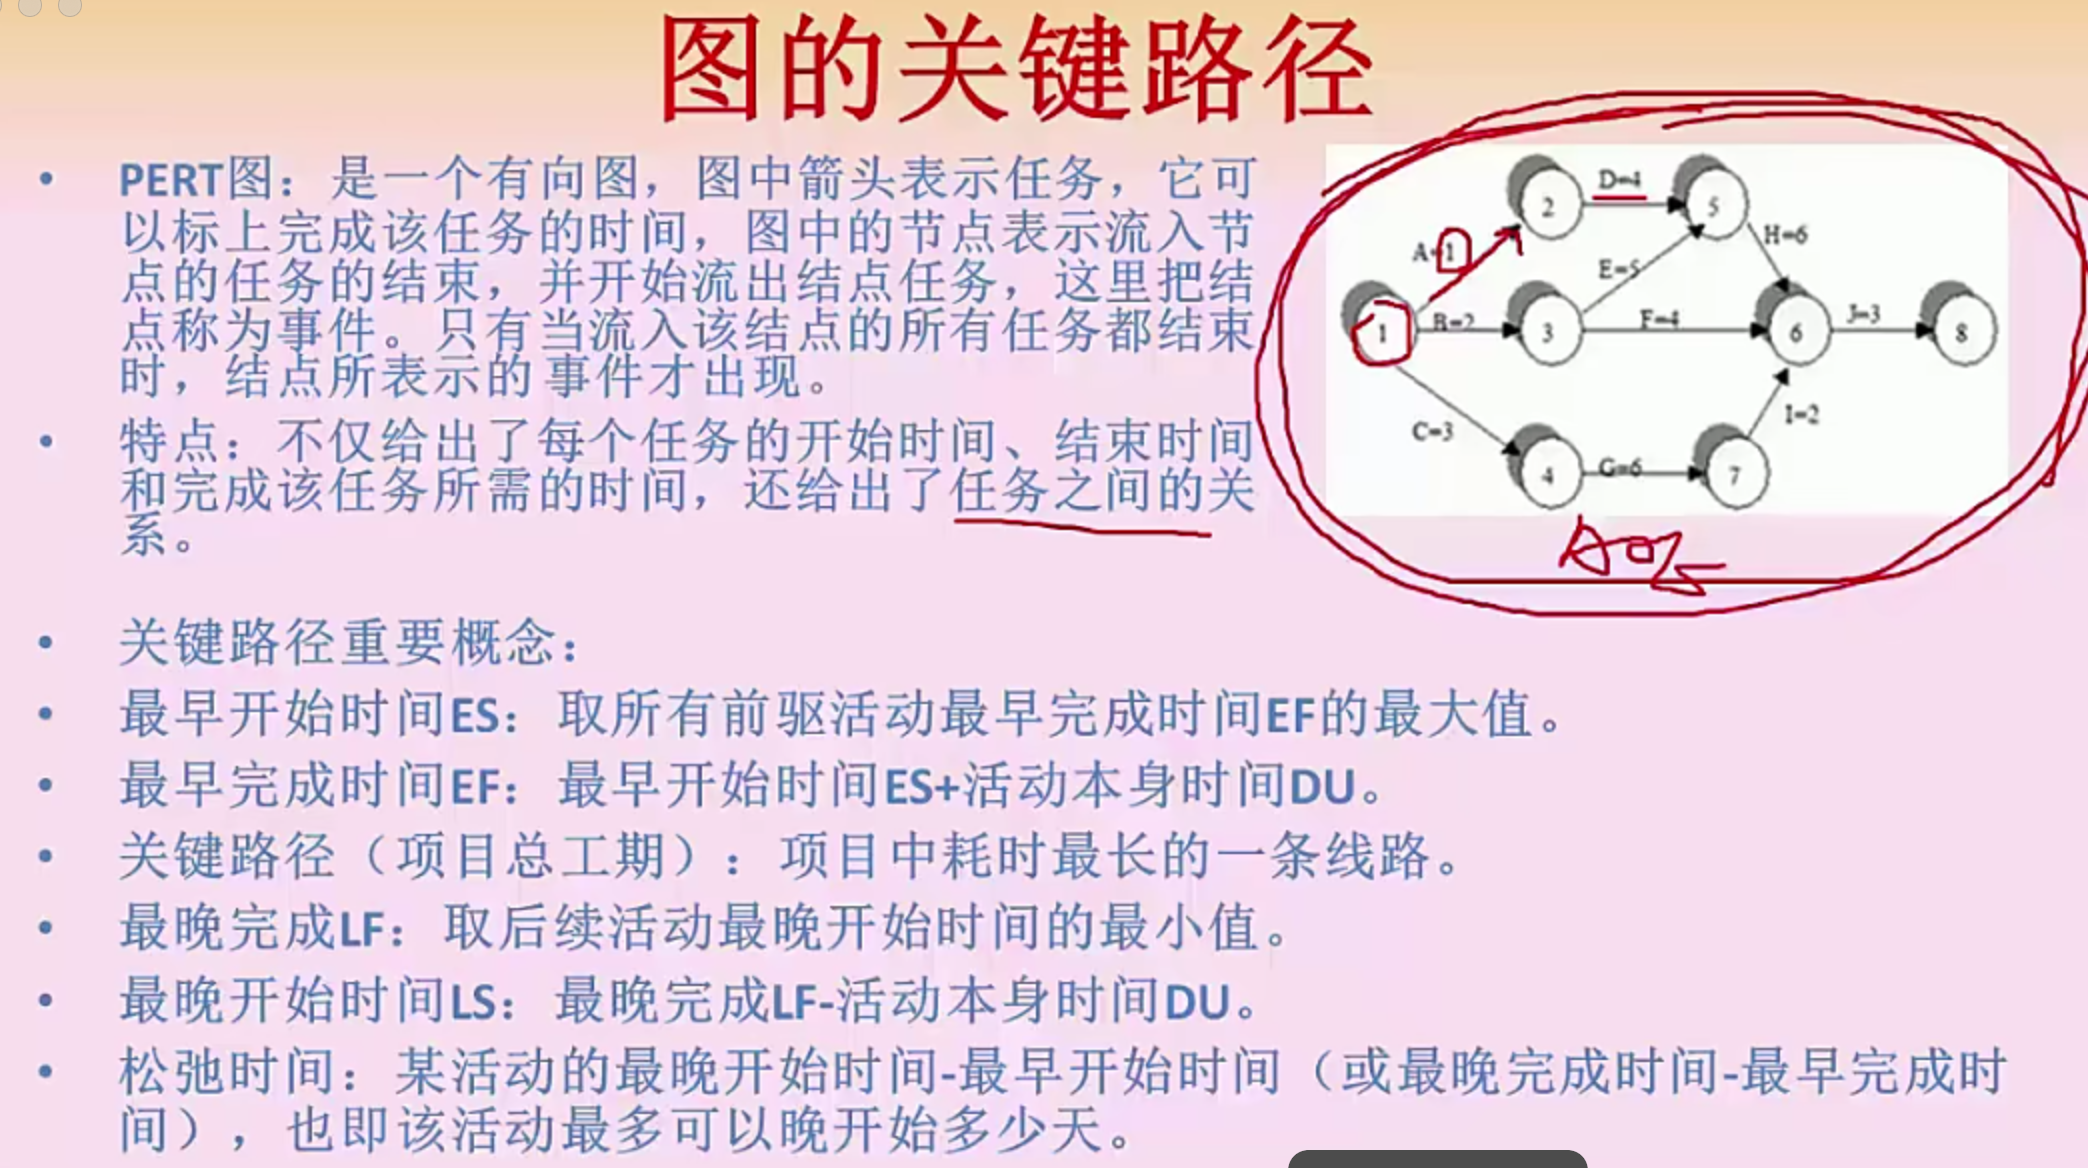 图的关键路径
• PERT图：是一个有向图，图中箭头表示任务，它可
以标上完成该任务的时间，图中的节点表示流入节
点的任务的结束，并开始流出结点任务，这里把结
点称为事件。只有当流入该结点的所有任务都结束
时，结点所表示的事件才出现。
• 特点：不仅给出了每个任务的开始时间、结束时间
和完成该任务所需的时间，还给出了任务之间的关
系。
2 D=4 5
A=1 H=6
E=5
1 B=2 3 F=4 6 J=3 8
C=3 I=2
4 G=6 7
• 关键路径重要概念：
• 最早开始时间ES：取所有前驱活动最早完成时间EF的最大值。
• 最早完成时间EF：最早开始时间ES+活动本身时间DU。
• 关键路径（项目总工期）：项目中耗时最长的一条线路。
• 最晚完成LF：取后续活动最晚开始时间的最小值。
• 最晚开始时间LS：最晚完成LF-活动本身时间DU。
• 松弛时间：某活动的最晚开始时间-最早开始时间（或最晚完成时间-最早完成时
间），也即该活动最多可以晚开始多少天。